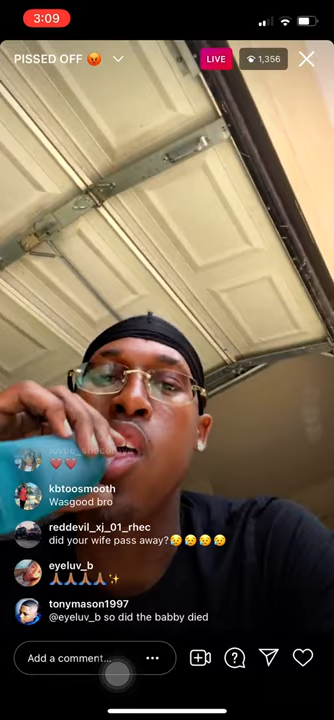 3:09
PISSED OFF 😡
LIVE
1,356
❤️❤️
kbtoosmooth
Wasgood bro
reddevil_xj_01_rhec
did your wife pass away?😥😥😥😥
eyeluv_b
🙏🏽🙏🏽🙏🏽🙏🏽✨
tonymason1997
@eyeluv_b so did the babby died
Add a comment...